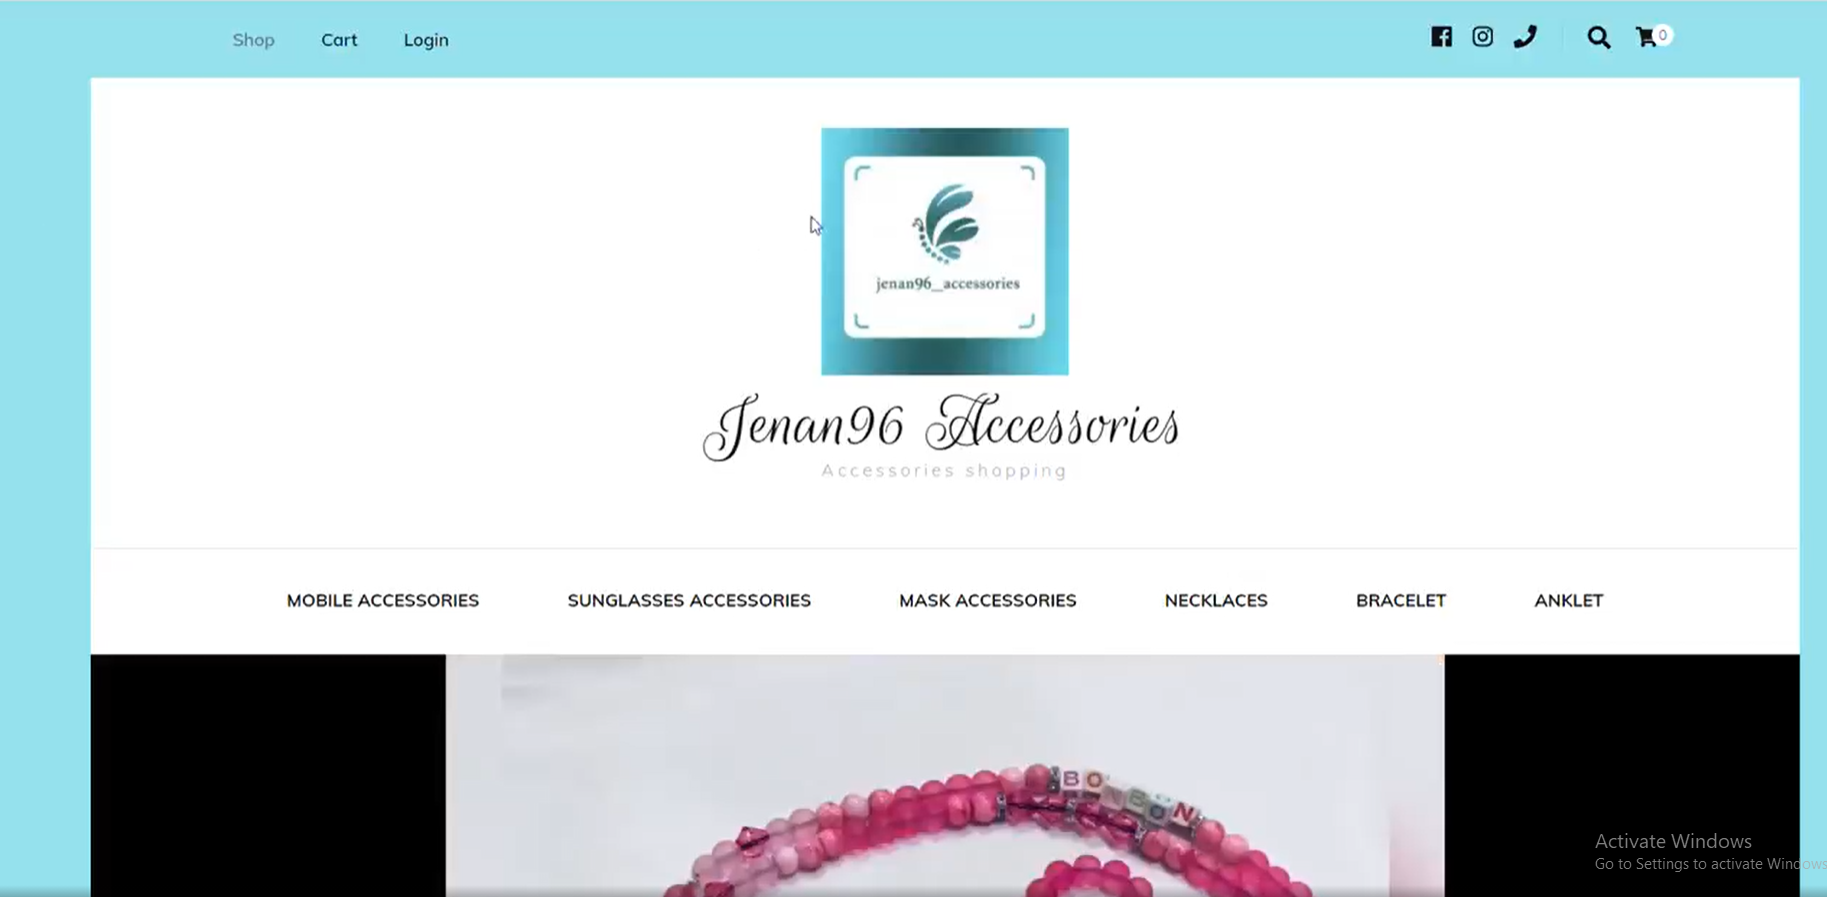 Shop Cart Login
0
jenan96_accessories
Jenan96 Accessories
Accessories shopping
MOBILE ACCESSORIES SUNGLASSES ACCESSORIES MASK ACCESSORIES NECKLACES BRACELET ANKLET
BONBON
Activate Windows
Go to Settings to activate Windows